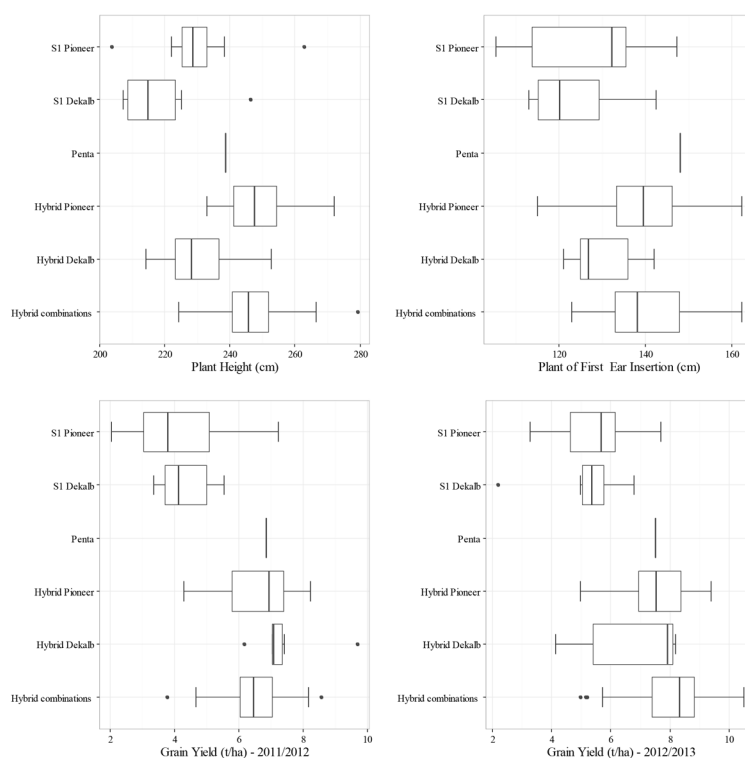 S1 Pioneer
S1 Dekalb
Penta
Hybrid Pioneer
Hybrid Dekalb
Hybrid combinations
200 220 240 260 280
Plant Height (cm)
S1 Pioneer
S1 Dekalb
Penta
Hybrid Pioneer
Hybrid Dekalb
Hybrid combinations
120 140 160
Plant of First Ear Insertion (cm)
S1 Pioneer
S1 Dekalb
Penta
Hybrid Pioneer
Hybrid Dekalb
Hybrid combinations
2 4 6 8 10
Grain Yield (t/ha) - 2011/2012
S1 Pioneer
S1 Dekalb
Penta
Hybrid Pioneer
Hybrid Dekalb
Hybrid combinations
2 4 6 8 10
Grain Yield (t/ha) - 2012/2013